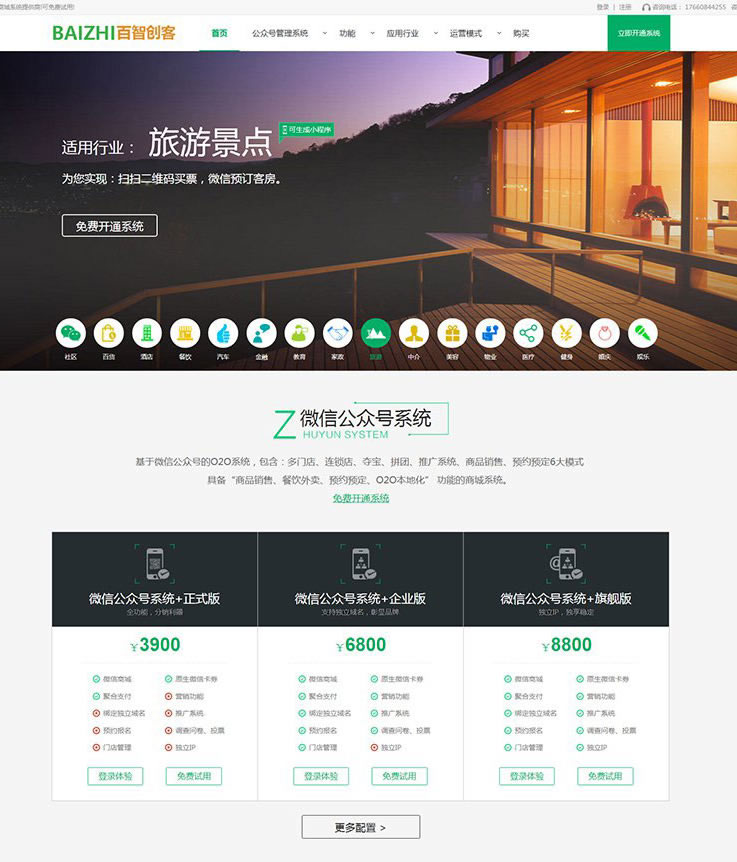 商城系统提供商!可免费试用!
登录 | 注册 咨询电话：17660844255 咨
BAIZHI百智创客 首页 公众号管理系统 功能 应用行业 运营模式 购买 立即开通系统
可生成小程序
适用行业： 旅游景点
为您实现：扫扫二维码买票，微信预订客房。
免费开通系统
社区 百货 酒店 餐饮 汽车 金融 教育 家政 旅游 中介 美容 物业 医疗 健身 婚庆 娱乐
Z 微信公众号系统
HUYUN SYSTEM
基于微信公众号的O2O系统，包含：多门店、连锁店、夺宝、拼团、推广系统、商品销售、预约预定6大模式
具备“商品销售、餐饮外卖、预约预定、O2O本地化” 功能的商城系统。
免费开通系统
微信公众号系统+正式版
全功能，分销利器
¥3900
微信商城 原生微信卡券
聚合支付 营销功能
绑定独立域名 推广系统
预约报名 调查问卷、投票
门店管理 独立IP
登录体验 免费试用
微信公众号系统+企业版
支持独立域名，彰显品牌
¥6800
微信商城 原生微信卡券
聚合支付 营销功能
绑定独立域名 推广系统
预约报名 调查问卷、投票
门店管理 独立IP
登录体验 免费试用
@
微信公众号系统+旗舰版
独立IP，独享稳定
¥8800
微信商城 原生微信卡券
聚合支付 营销功能
绑定独立域名 推广系统
预约报名 调查问卷、投票
门店管理 独立IP
登录体验 免费试用
更多配置 >